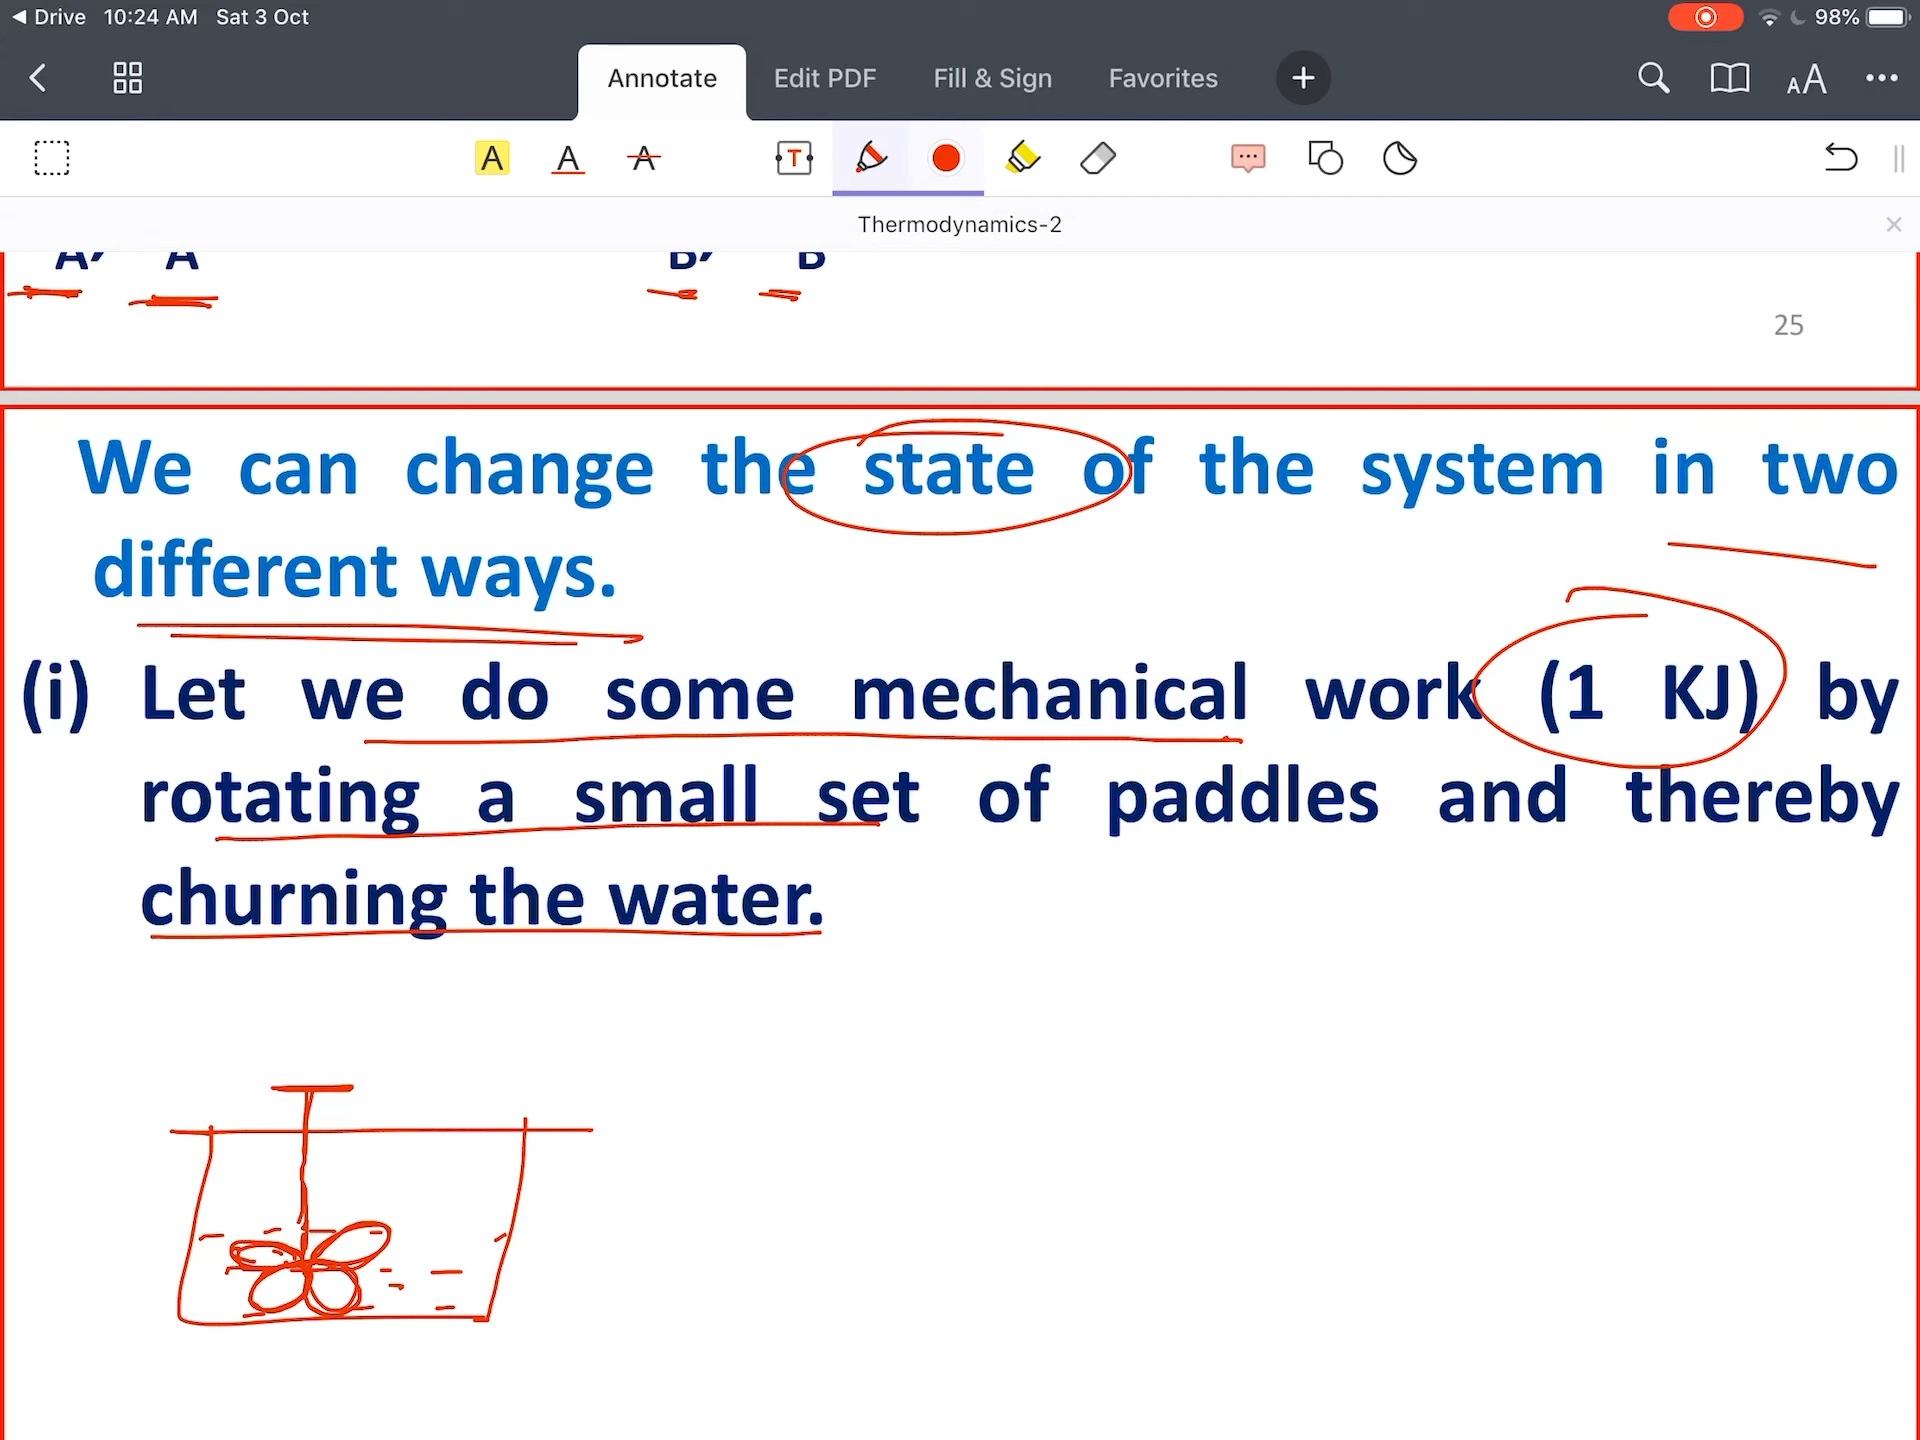 Drive 10:24 AM Sat 3 Oct 98%
Annotate Edit PDF Fill & Sign Favorites
Thermodynamics-2
25
We can change the state of the system in two
different ways.
(i) Let we do some mechanical work (1 KJ) by
rotating a small set of paddles and thereby
churning the water.